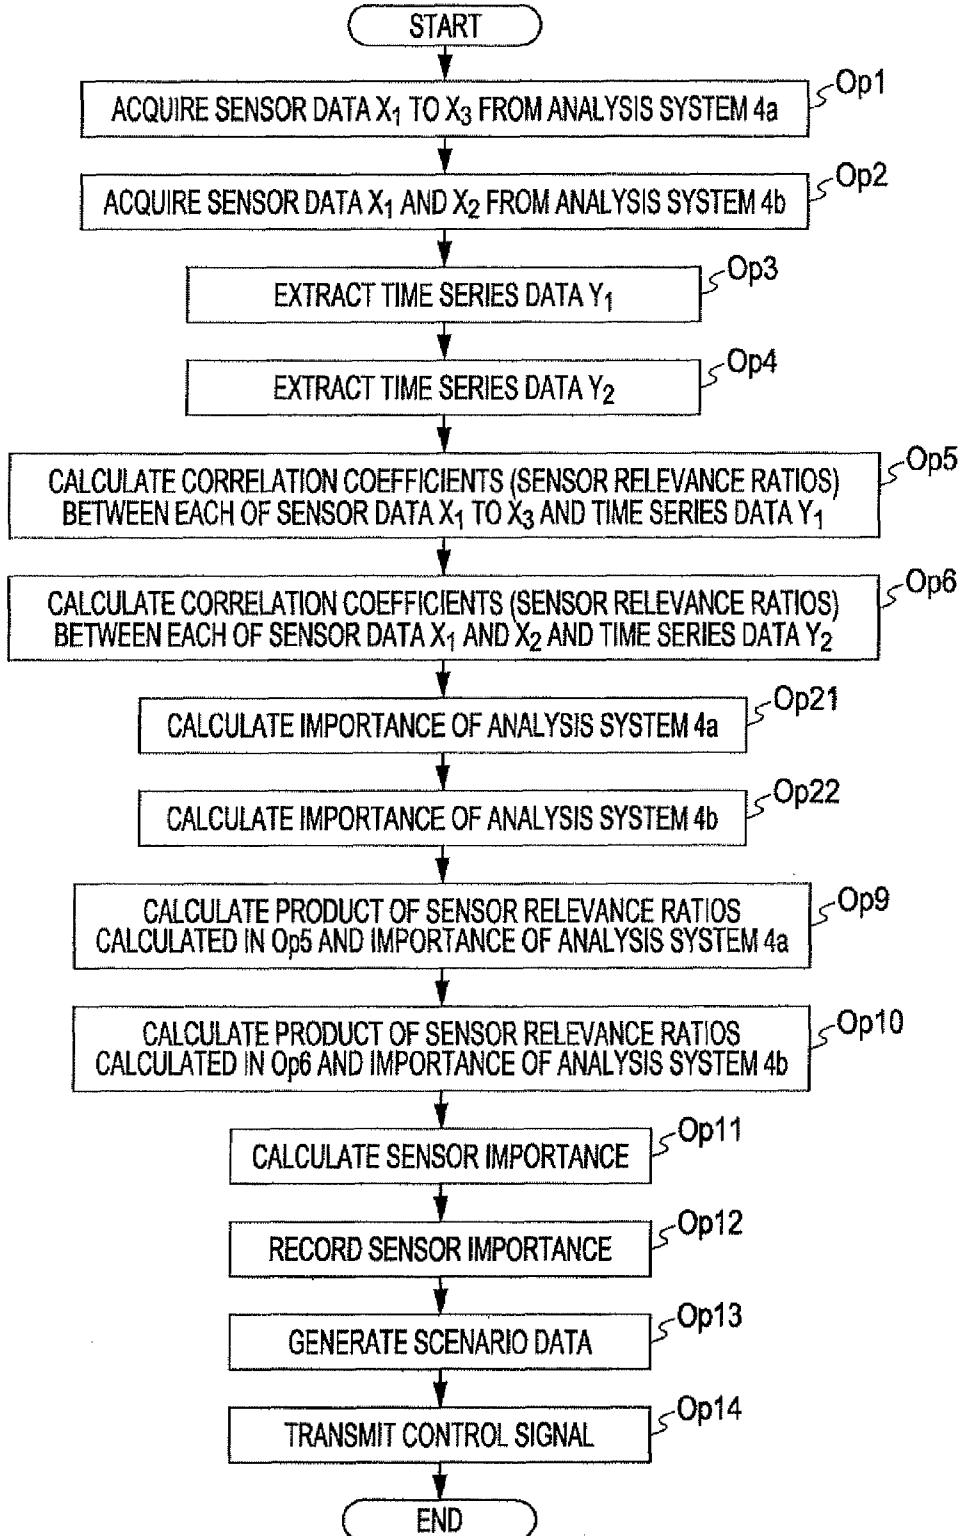 START
Op1
ACQUIRE SENSOR DATA X₁ TO X₃ FROM ANALYSIS SYSTEM 4a
Op2
ACQUIRE SENSOR DATA X₁ AND X₂ FROM ANALYSIS SYSTEM 4b
Op3
EXTRACT TIME SERIES DATA Y₁
Op4
EXTRACT TIME SERIES DATA Y₂
Op5
CALCULATE CORRELATION COEFFICIENTS (SENSOR RELEVANCE RATIOS)
BETWEEN EACH OF SENSOR DATA X₁ TO X₃ AND TIME SERIES DATA Y₁
Op6
CALCULATE CORRELATION COEFFICIENTS (SENSOR RELEVANCE RATIOS)
BETWEEN EACH OF SENSOR DATA X₁ AND X₂ AND TIME SERIES DATA Y₂
Op21
CALCULATE IMPORTANCE OF ANALYSIS SYSTEM 4a
Op22
CALCULATE IMPORTANCE OF ANALYSIS SYSTEM 4b
Op9
CALCULATE PRODUCT OF SENSOR RELEVANCE RATIOS
CALCULATED IN Op5 AND IMPORTANCE OF ANALYSIS SYSTEM 4a
Op10
CALCULATE PRODUCT OF SENSOR RELEVANCE RATIOS
CALCULATED IN Op6 AND IMPORTANCE OF ANALYSIS SYSTEM 4b
Op11
CALCULATE SENSOR IMPORTANCE
Op12
RECORD SENSOR IMPORTANCE
Op13
GENERATE SCENARIO DATA
Op14
TRANSMIT CONTROL SIGNAL
END